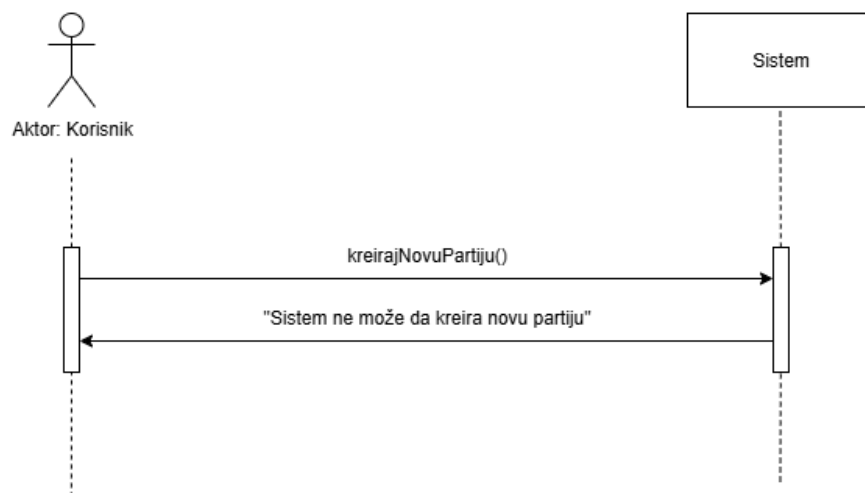 Sistem
Aktor: Korisnik
kreirajNovuPartiju()
"Sistem ne može da kreira novu partiju"